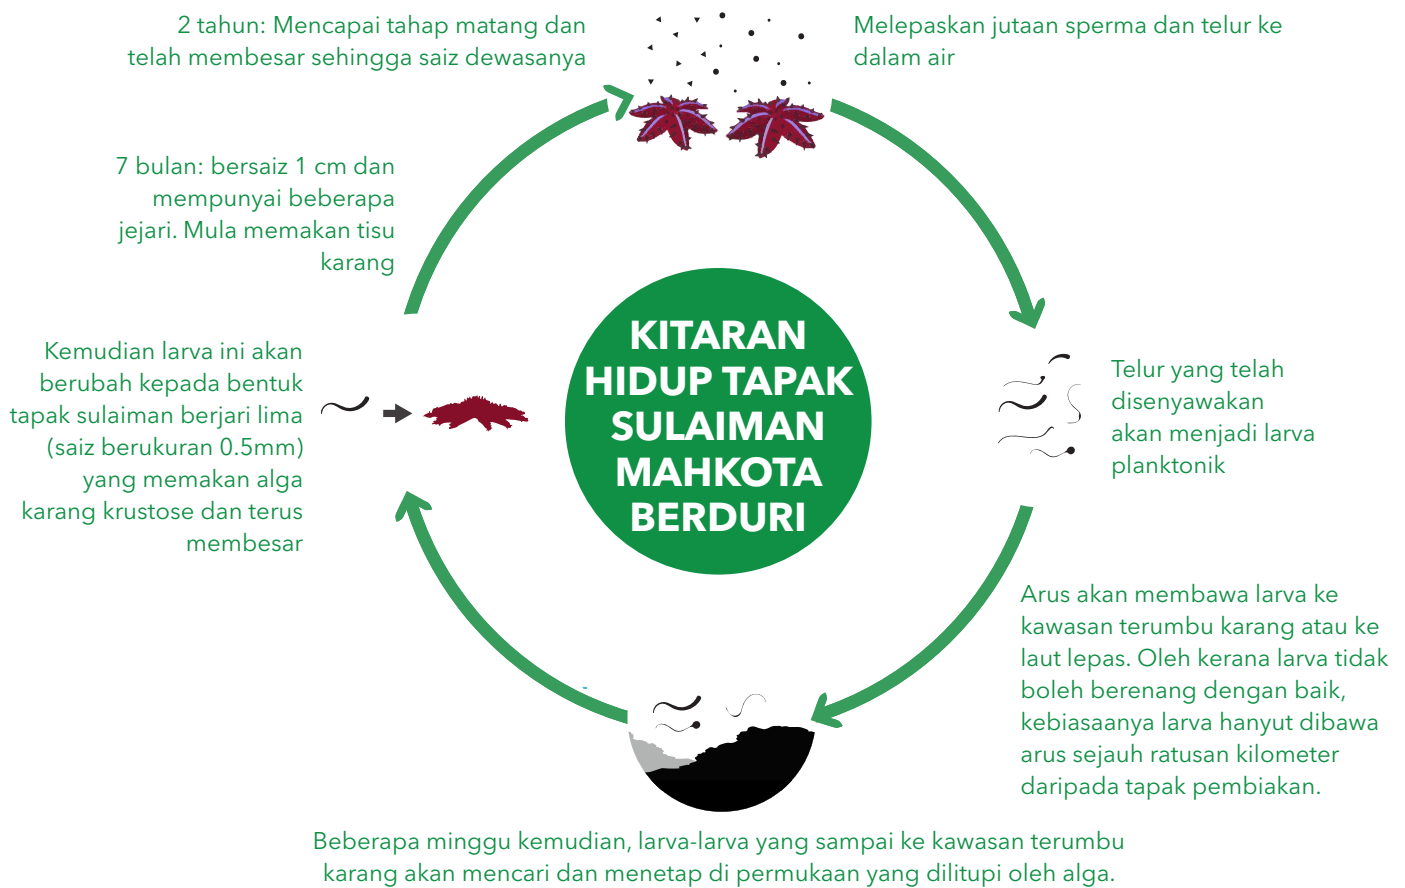 2 tahun: Mencapai tahap matang dan
telah membesar sehingga saiz dewasanya
Melepaskan jutaan sperma dan telur ke
dalam air
7 bulan: bersaiz 1 cm dan
mempunyai beberapa
jejari. Mula memakan tisu
karang
KITARAN
HIDUP TAPAK
SULAIMAN
MAHKOTA
BERDURI
Kemudian larva ini akan
berubah kepada bentuk
tapak sulaiman berjari lima
(saiz berukuran 0.5mm)
yang memakan alga
karang krustose dan terus
membesar
Telur yang telah
disenyawakan
akan menjadi larva
planktonik
Arus akan membawa larva ke
kawasan terumbu karang atau ke
laut lepas. Oleh kerana larva tidak
boleh berenang dengan baik,
kebiasaanya larva hanyut dibawa
arus sejauh ratusan kilometer
daripada tapak pembiakan.
Beberapa minggu kemudian, larva-larva yang sampai ke kawasan terumbu
karang akan mencari dan menetap di permukaan yang dilitupi oleh alga.